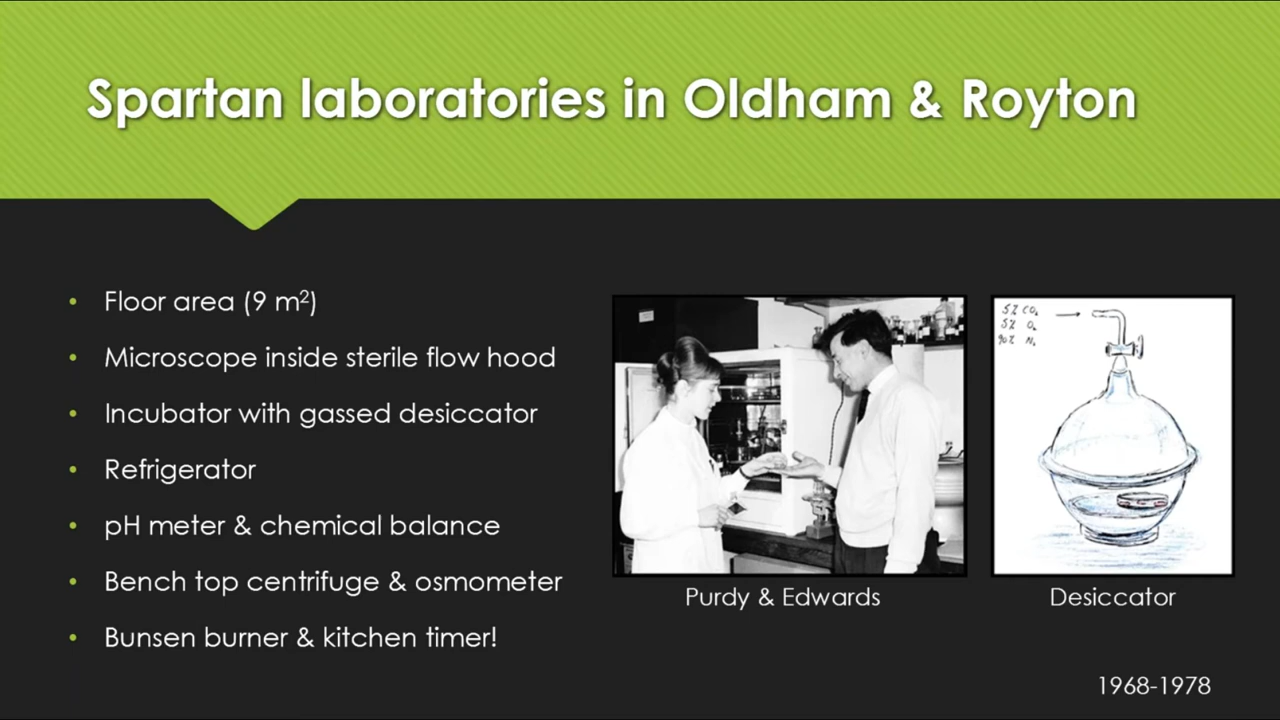 Spartan laboratories in Oldham & Royton
Floor area (9 m²)
Microscope inside sterile flow hood
Incubator with gassed desiccator
Refrigerator
pH meter & chemical balance
Bench top centrifuge & osmometer
Bunsen burner & kitchen timer!
5% CO₂
5% O₂
90% N₂
Purdy & Edwards
Desiccator
1968-1978